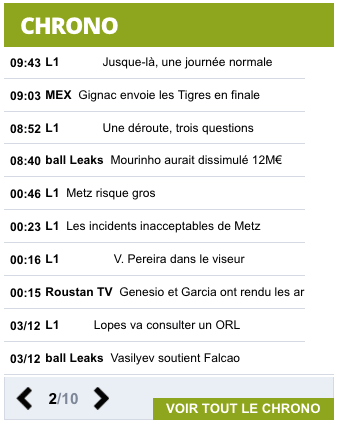 CHRONO
09:43 L1 Jusque-là, une journée normale
09:03 MEX Gignac envoie les Tigres en finale
08:52 L1 Une déroute, trois questions
08:40 ball Leaks Mourinho aurait dissimulé 12M€
00:46 L1 Metz risque gros
00:23 L1 Les incidents inacceptables de Metz
00:16 L1 V. Pereira dans le viseur
00:15 Roustan TV Genesio et Garcia ont rendu les ar
03/12 L1 Lopes va consulter un ORL
03/12 ball Leaks Vasilyev soutient Falcao
2/10
VOIR TOUT LE CHRONO